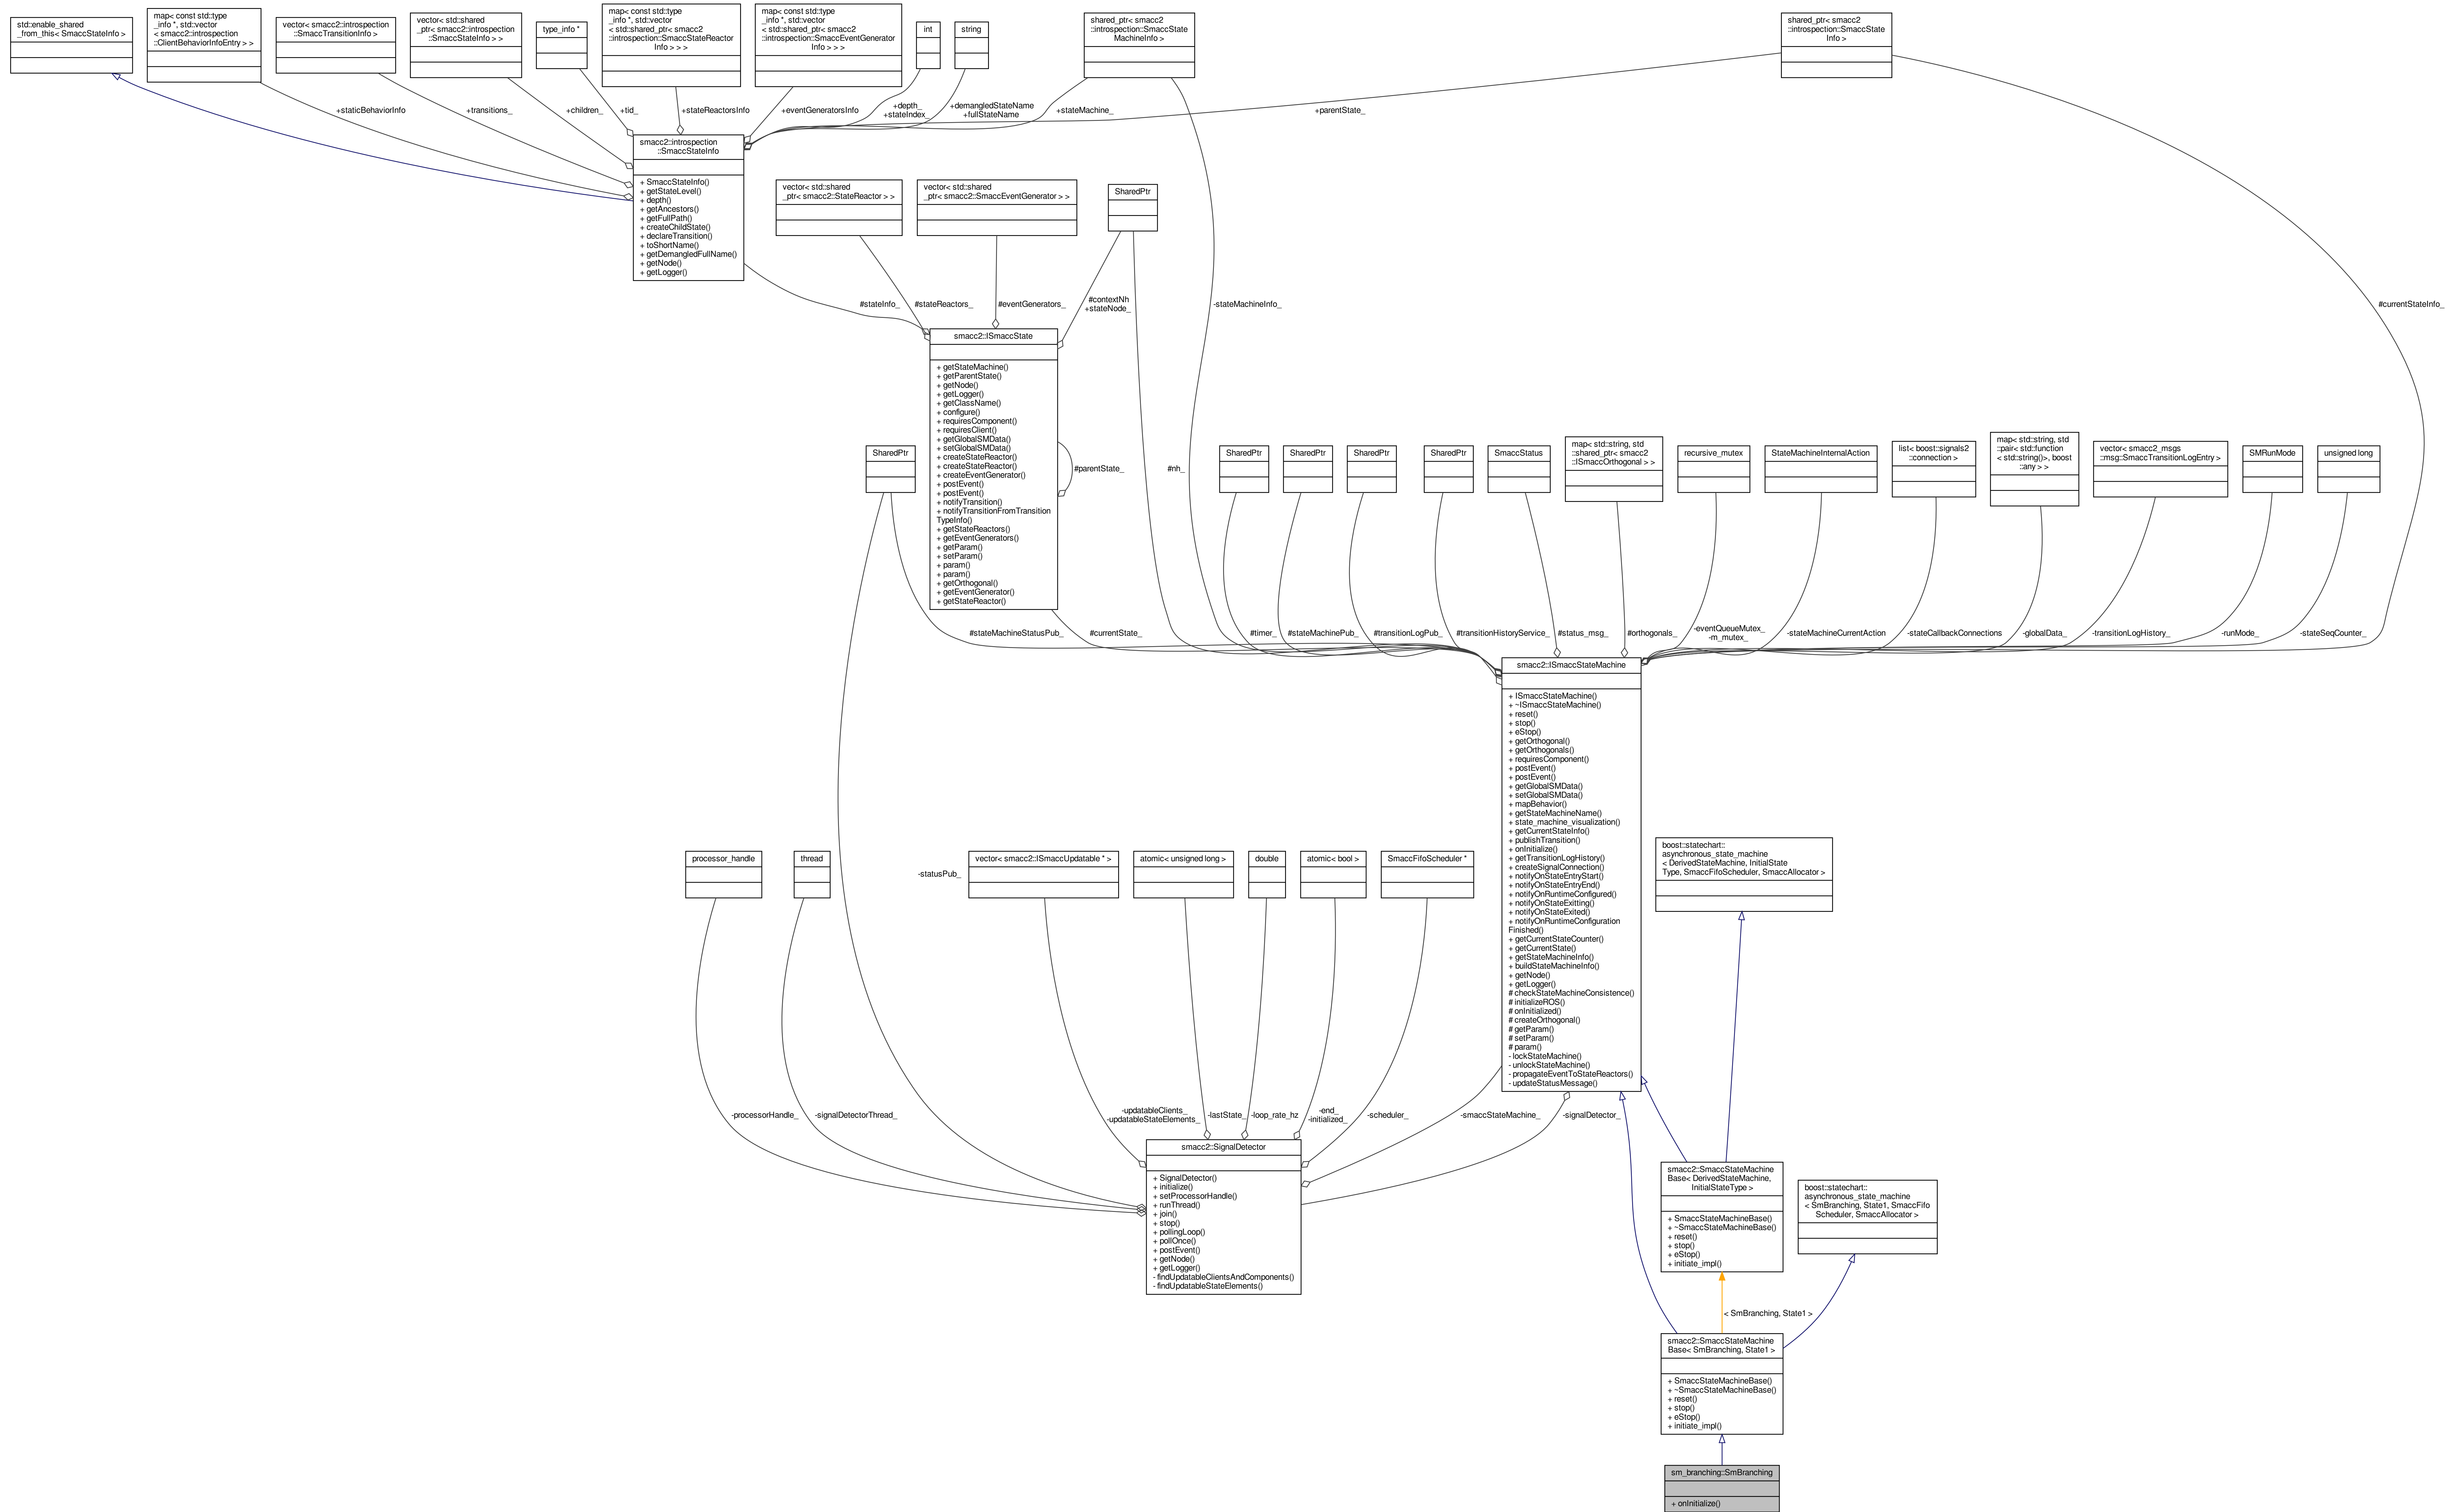 std::enable_shared
_from_this< SmaccStateInfo >
map< const std::type
_info *, std::vector
< smacc2::introspection
::ClientBehaviorInfoEntry > >
vector< smacc2::introspection
::SmaccTransitionInfo >
vector< std::shared
_ptr< smacc2::introspection
::SmaccStateInfo > >
type_info *
map< const std::type
_info *, std::vector
< std::shared_ptr< smacc2
::introspection::SmaccStateReactor
Info > > >
map< const std::type
_info *, std::vector
< std::shared_ptr< smacc2
::introspection::SmaccEventGenerator
Info > > >
int
string
shared_ptr< smacc2
::introspection::SmaccState
MachineInfo >
shared_ptr< smacc2
::introspection::SmaccState
Info >
+staticBehaviorInfo
+transitions_
+children_
+tid_
+stateReactorsInfo
+eventGeneratorsInfo
+depth_
+stateIndex_
+demangledStateName
+fullStateName
+stateMachine_
+parentState_
smacc2::introspection
::SmaccStateInfo
+ SmaccStateInfo()
+ getStateLevel()
+ depth()
+ getAncestors()
+ getFullPath()
+ createChildState()
+ declareTransition()
+ toShortName()
+ getDemangledFullName()
+ getNode()
+ getLogger()
vector< std::shared
_ptr< smacc2::StateReactor > >
vector< std::shared
_ptr< smacc2::SmaccEventGenerator > >
SharedPtr
#stateInfo_
#stateReactors_
#eventGenerators_
#contextNh
+stateNode_
-stateMachineInfo_
#currentStateInfo_
smacc2::ISmaccState
+ getStateMachine()
+ getParentState()
+ getNode()
+ getLogger()
+ getClassName()
+ configure()
+ requiresComponent()
+ requiresClient()
+ getGlobalSMData()
+ setGlobalSMData()
+ createStateReactor()
+ createStateReactor()
+ createEventGenerator()
+ postEvent()
+ postEvent()
+ notifyTransition()
+ notifyTransitionFromTransition
TypeInfo()
+ getStateReactors()
+ getEventGenerators()
+ getParam()
+ setParam()
+ param()
+ param()
+ getOrthogonal()
+ getEventGenerator()
+ getStateReactor()
#parentState_
#nh_
SharedPtr
SharedPtr
SharedPtr
SharedPtr
SharedPtr
SmaccStatus
map< std::string, std
::shared_ptr< smacc2
::ISmaccOrthogonal > >
recursive_mutex
StateMachineInternalAction
list< boost::signals2
::connection >
map< std::string, std
::pair< std::function
< std::string()>, boost
::any > >
vector< smacc2_msgs
::msg::SmaccTransitionLogEntry >
SMRunMode
unsigned long
#stateMachineStatusPub_
#currentState_
#timer_
#stateMachinePub_
#transitionLogPub_
#transitionHistoryService_
#status_msg_
#orthogonals_
-eventQueueMutex_
-m_mutex_
-stateMachineCurrentAction
-stateCallbackConnections
-globalData_
-transitionLogHistory_
-runMode_
-stateSeqCounter_
smacc2::ISmaccStateMachine
+ ISmaccStateMachine()
+ ~ISmaccStateMachine()
+ reset()
+ stop()
+ eStop()
+ getOrthogonal()
+ getOrthogonals()
+ requiresComponent()
+ postEvent()
+ postEvent()
+ getGlobalSMData()
+ setGlobalSMData()
+ mapBehavior()
+ getStateMachineName()
+ state_machine_visualization()
+ getCurrentStateInfo()
+ publishTransition()
+ onInitialize()
+ getTransitionLogHistory()
+ createSignalConnection()
+ notifyOnStateEntryStart()
+ notifyOnStateEntryEnd()
+ notifyOnRuntimeConfigured()
+ notifyOnStateExitting()
+ notifyOnStateExited()
+ notifyOnRuntimeConfiguration
Finished()
+ getCurrentStateCounter()
+ getCurrentState()
+ getStateMachineInfo()
+ buildStateMachineInfo()
+ getNode()
+ getLogger()
# checkStateMachineConsistence()
# initializeROS()
# onInitialized()
# createOrthogonal()
# getParam()
# setParam()
# param()
- lockStateMachine()
- unlockStateMachine()
- propagateEventToStateReactors()
- updateStatusMessage()
processor_handle
thread
-statusPub_
vector< smacc2::ISmaccUpdatable * >
atomic< unsigned long >
double
atomic< bool >
SmaccFifoScheduler *
boost::statechart::
asynchronous_state_machine
< DerivedStateMachine, InitialState
Type, SmaccFifoScheduler, SmaccAllocator >
-processorHandle_
-signalDetectorThread_
-updatableClients_
-updatableStateElements_
-lastState_
-loop_rate_hz
-end_
-initialized_
-scheduler_
-smaccStateMachine_
-signalDetector_
smacc2::SignalDetector
+ SignalDetector()
+ initialize()
+ setProcessorHandle()
+ runThread()
+ join()
+ stop()
+ pollingLoop()
+ pollOnce()
+ postEvent()
+ getNode()
+ getLogger()
- findUpdatableClientsAndComponents()
- findUpdatableStateElements()
smacc2::SmaccStateMachine
Base< DerivedStateMachine,
InitialStateType >
+ SmaccStateMachineBase()
+ ~SmaccStateMachineBase()
+ reset()
+ stop()
+ eStop()
+ initiate_impl()
boost::statechart::
asynchronous_state_machine
< SmBranching, State1, SmaccFifo
Scheduler, SmaccAllocator >
< SmBranching, State1 >
smacc2::SmaccStateMachine
Base< SmBranching, State1 >
+ SmaccStateMachineBase()
+ ~SmaccStateMachineBase()
+ reset()
+ stop()
+ eStop()
+ initiate_impl()
sm_branching::SmBranching
+ onInitialize()